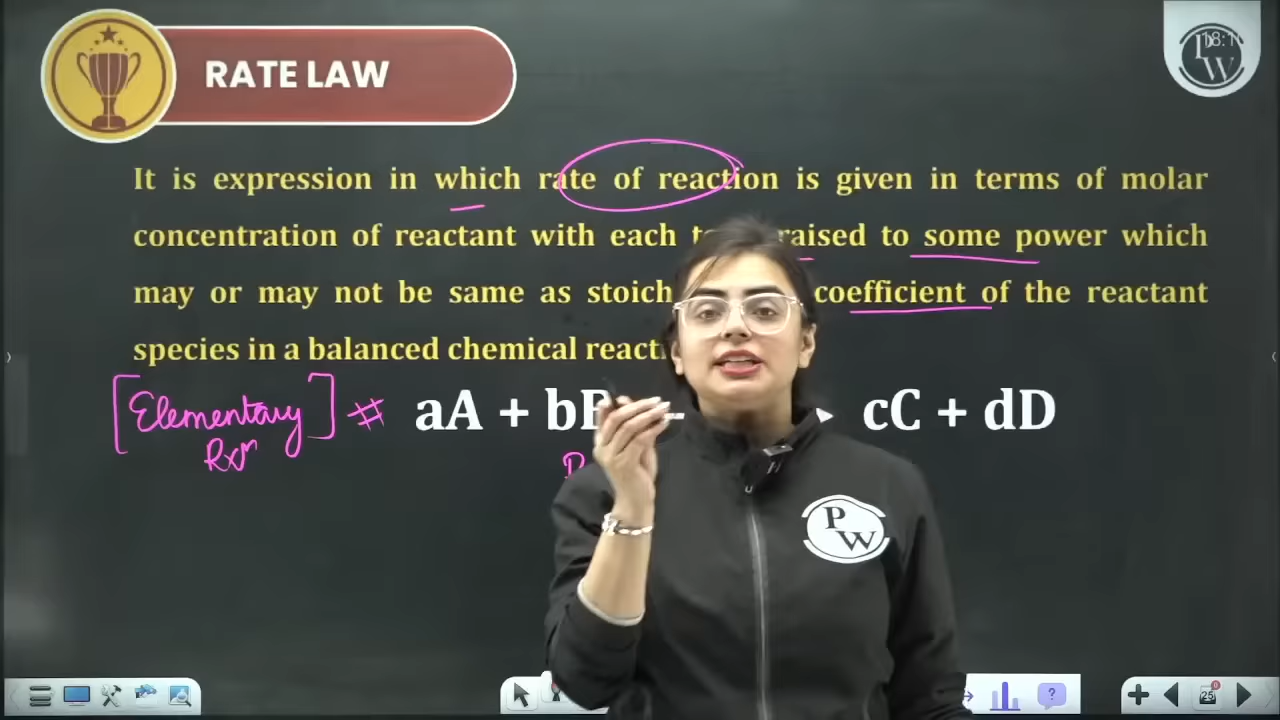 RATE LAW
It is expression in which rate of reaction is given in terms of molar
concentration of reactant with each raised to some power which
may or may not be same as coefficient of the reactant
species in a balanced chemical
[Elementary] # aA + bB cC + dD
Rxn
P W
P W
25